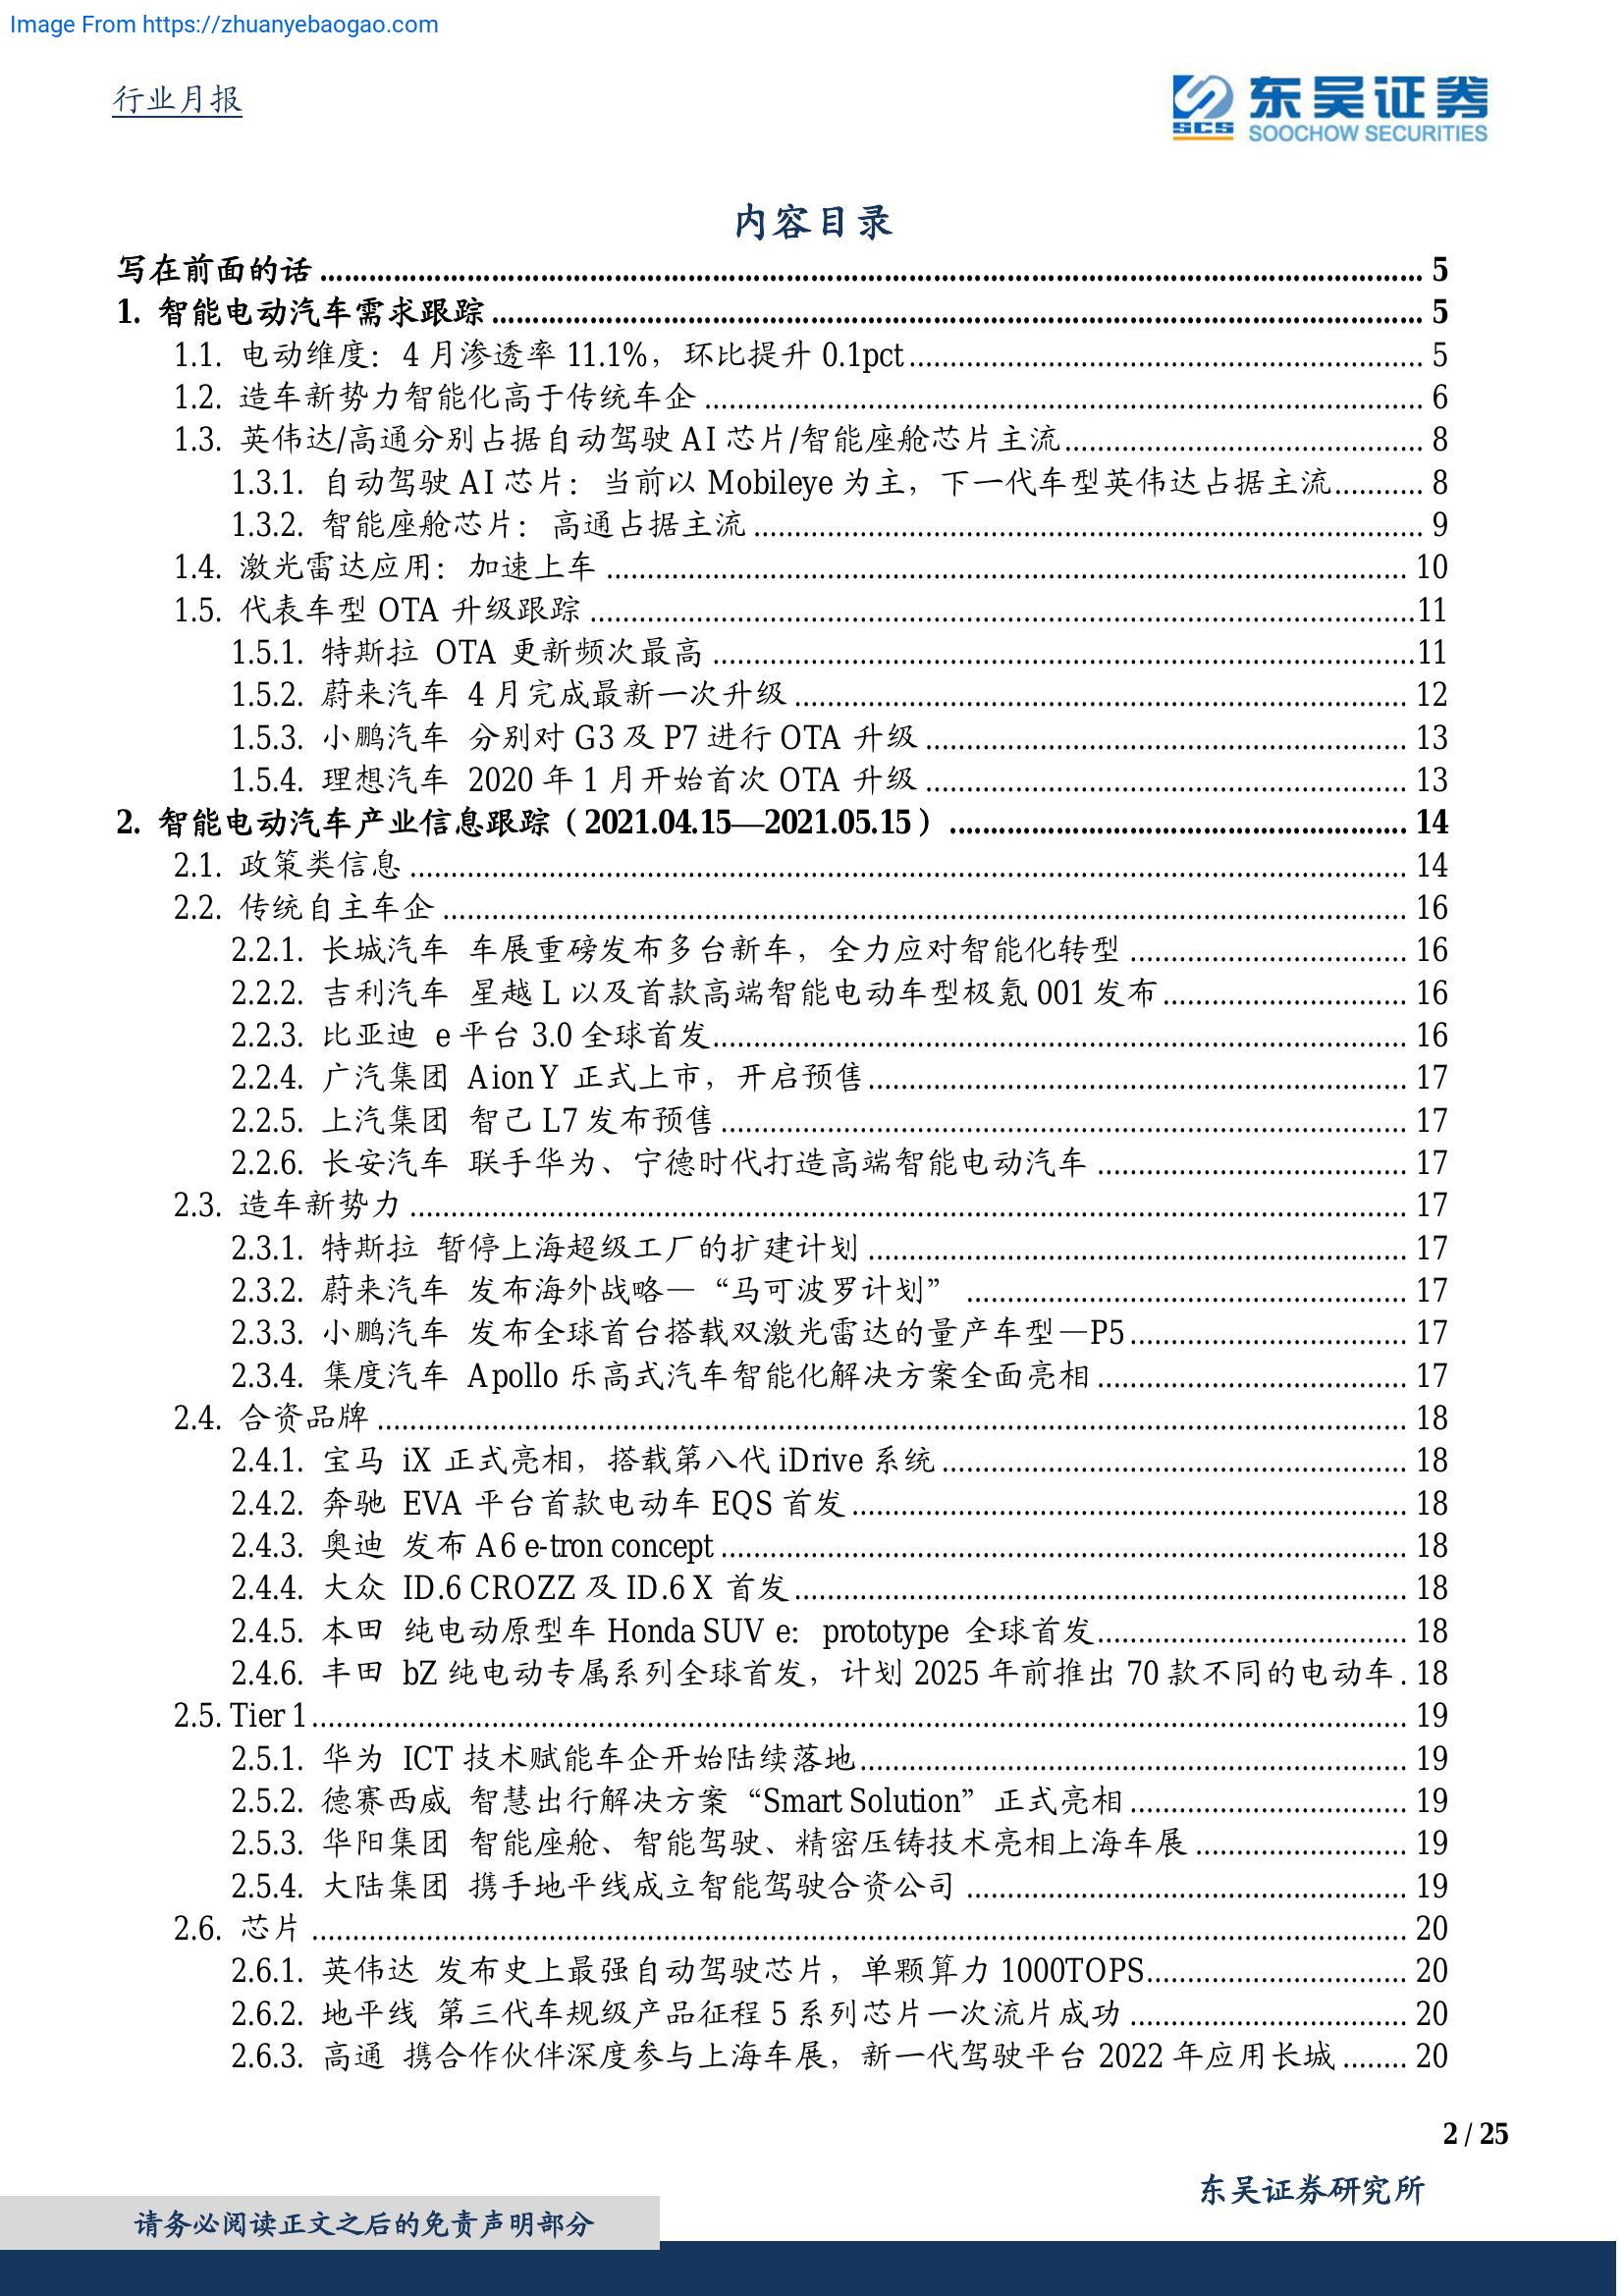 Image From https://zhuanyebaogao.com
行业月报
SCS
东吴证券
SOOCHOW SECURITIES
内容目录
写在前面的话 ........ 5
1. 智能电动汽车需求跟踪 ........ 5
1.1. 电动维度：4 月渗透率 11.1%，环比提升 0.1pct ........ 5
1.2. 造车新势力智能化高于传统车企 ........ 6
1.3. 英伟达/高通分别占据自动驾驶 AI 芯片/智能座舱芯片主流 ........ 8
1.3.1. 自动驾驶 AI 芯片：当前以 Mobileye 为主，下一代车型英伟达占据主流 ........ 8
1.3.2. 智能座舱芯片：高通占据主流 ........ 9
1.4. 激光雷达应用：加速上车 ........ 10
1.5. 代表车型 OTA 升级跟踪 ........ 11
1.5.1. 特斯拉 OTA 更新频次最高 ........ 11
1.5.2. 蔚来汽车 4 月完成最新一次升级 ........ 12
1.5.3. 小鹏汽车 分别对 G3 及 P7 进行 OTA 升级 ........ 13
1.5.4. 理想汽车 2020 年 1 月开始首次 OTA 升级 ........ 13
2. 智能电动汽车产业信息跟踪（2021.04.15—2021.05.15） ........ 14
2.1. 政策类信息 ........ 14
2.2. 传统自主车企 ........ 16
2.2.1. 长城汽车 车展重磅发布多台新车，全力应对智能化转型 ........ 16
2.2.2. 吉利汽车 星越 L 以及首款高端智能电动车型极氪 001 发布 ........ 16
2.2.3. 比亚迪 e 平台 3.0 全球首发 ........ 16
2.2.4. 广汽集团 Aion Y 正式上市，开启预售 ........ 17
2.2.5. 上汽集团 智己 L7 发布预售 ........ 17
2.2.6. 长安汽车 联手华为、宁德时代打造高端智能电动汽车 ........ 17
2.3. 造车新势力 ........ 17
2.3.1. 特斯拉 暂停上海超级工厂的扩建计划 ........ 17
2.3.2. 蔚来汽车 发布海外战略—“马可波罗计划” ........ 17
2.3.3. 小鹏汽车 发布全球首台搭载双激光雷达的量产车型—P5 ........ 17
2.3.4. 集度汽车 Apollo 乐高式汽车智能化解决方案全面亮相 ........ 17
2.4. 合资品牌 ........ 18
2.4.1. 宝马 iX 正式亮相，搭载第八代 iDrive 系统 ........ 18
2.4.2. 奔驰 EVA 平台首款电动车 EQS 首发 ........ 18
2.4.3. 奥迪 发布 A6 e-tron concept ........ 18
2.4.4. 大众 ID.6 CROZZ 及 ID.6 X 首发 ........ 18
2.4.5. 本田 纯电动原型车 Honda SUV e：prototype 全球首发 ........ 18
2.4.6. 丰田 bZ 纯电动专属系列全球首发，计划 2025 年前推出 70 款不同的电动车 . 18
2.5. Tier 1 ........ 19
2.5.1. 华为 ICT 技术赋能车企开始陆续落地 ........ 19
2.5.2. 德赛西威 智慧出行解决方案“Smart Solution”正式亮相 ........ 19
2.5.3. 华阳集团 智能座舱、智能驾驶、精密压铸技术亮相上海车展 ........ 19
2.5.4. 大陆集团 携手地平线成立智能驾驶合资公司 ........ 19
2.6. 芯片 ........ 20
2.6.1. 英伟达 发布史上最强自动驾驶芯片，单颗算力 1000TOPS ........ 20
2.6.2. 地平线 第三代车规级产品征程 5 系列芯片一次流片成功 ........ 20
2.6.3. 高通 携合作伙伴深度参与上海车展，新一代驾驶平台 2022 年应用长城 ........ 20
2 / 25
东吴证券研究所
请务必阅读正文之后的免责声明部分